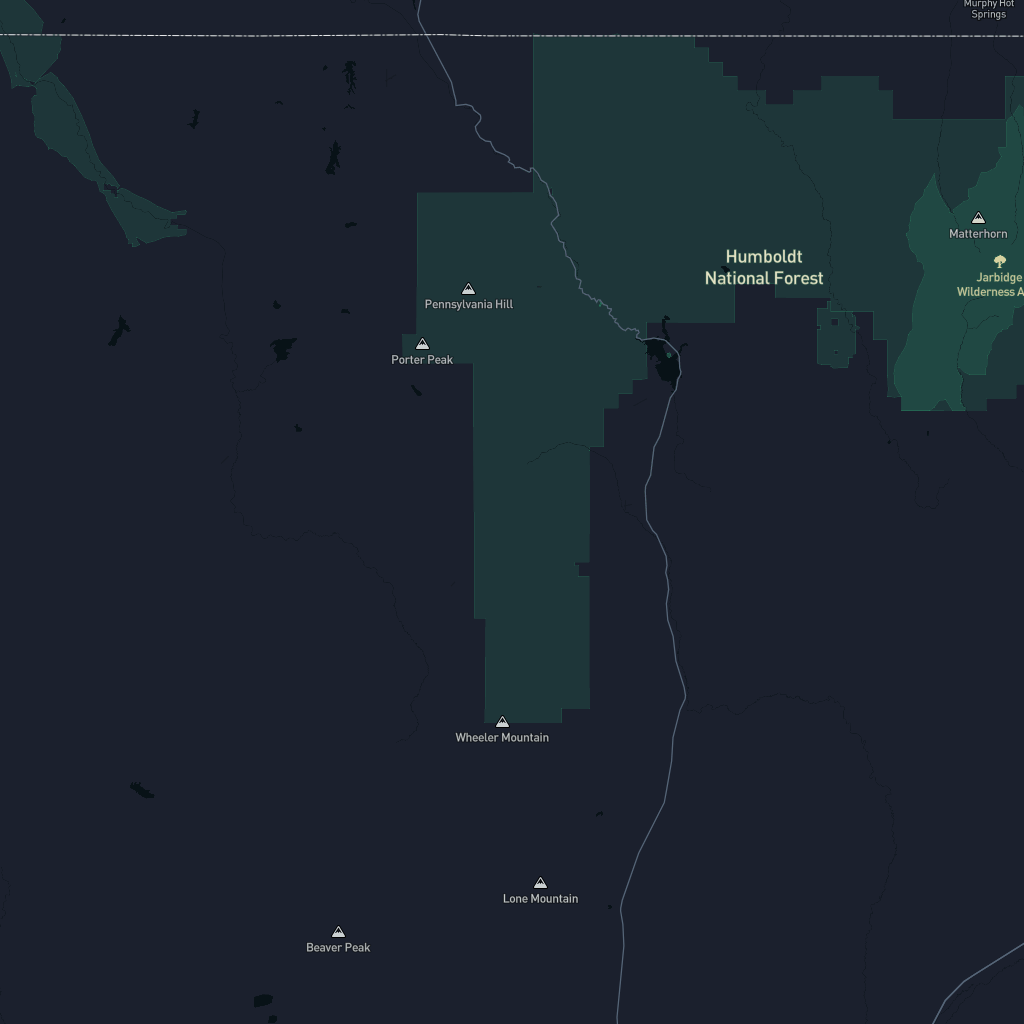 Murphy Hot
Springs
Matterhorn
Humboldt
National Forest
Jarbidge
Wilderness A
Pennsylvania Hill
Porter Peak
Wheeler Mountain
Lone Mountain
Beaver Peak